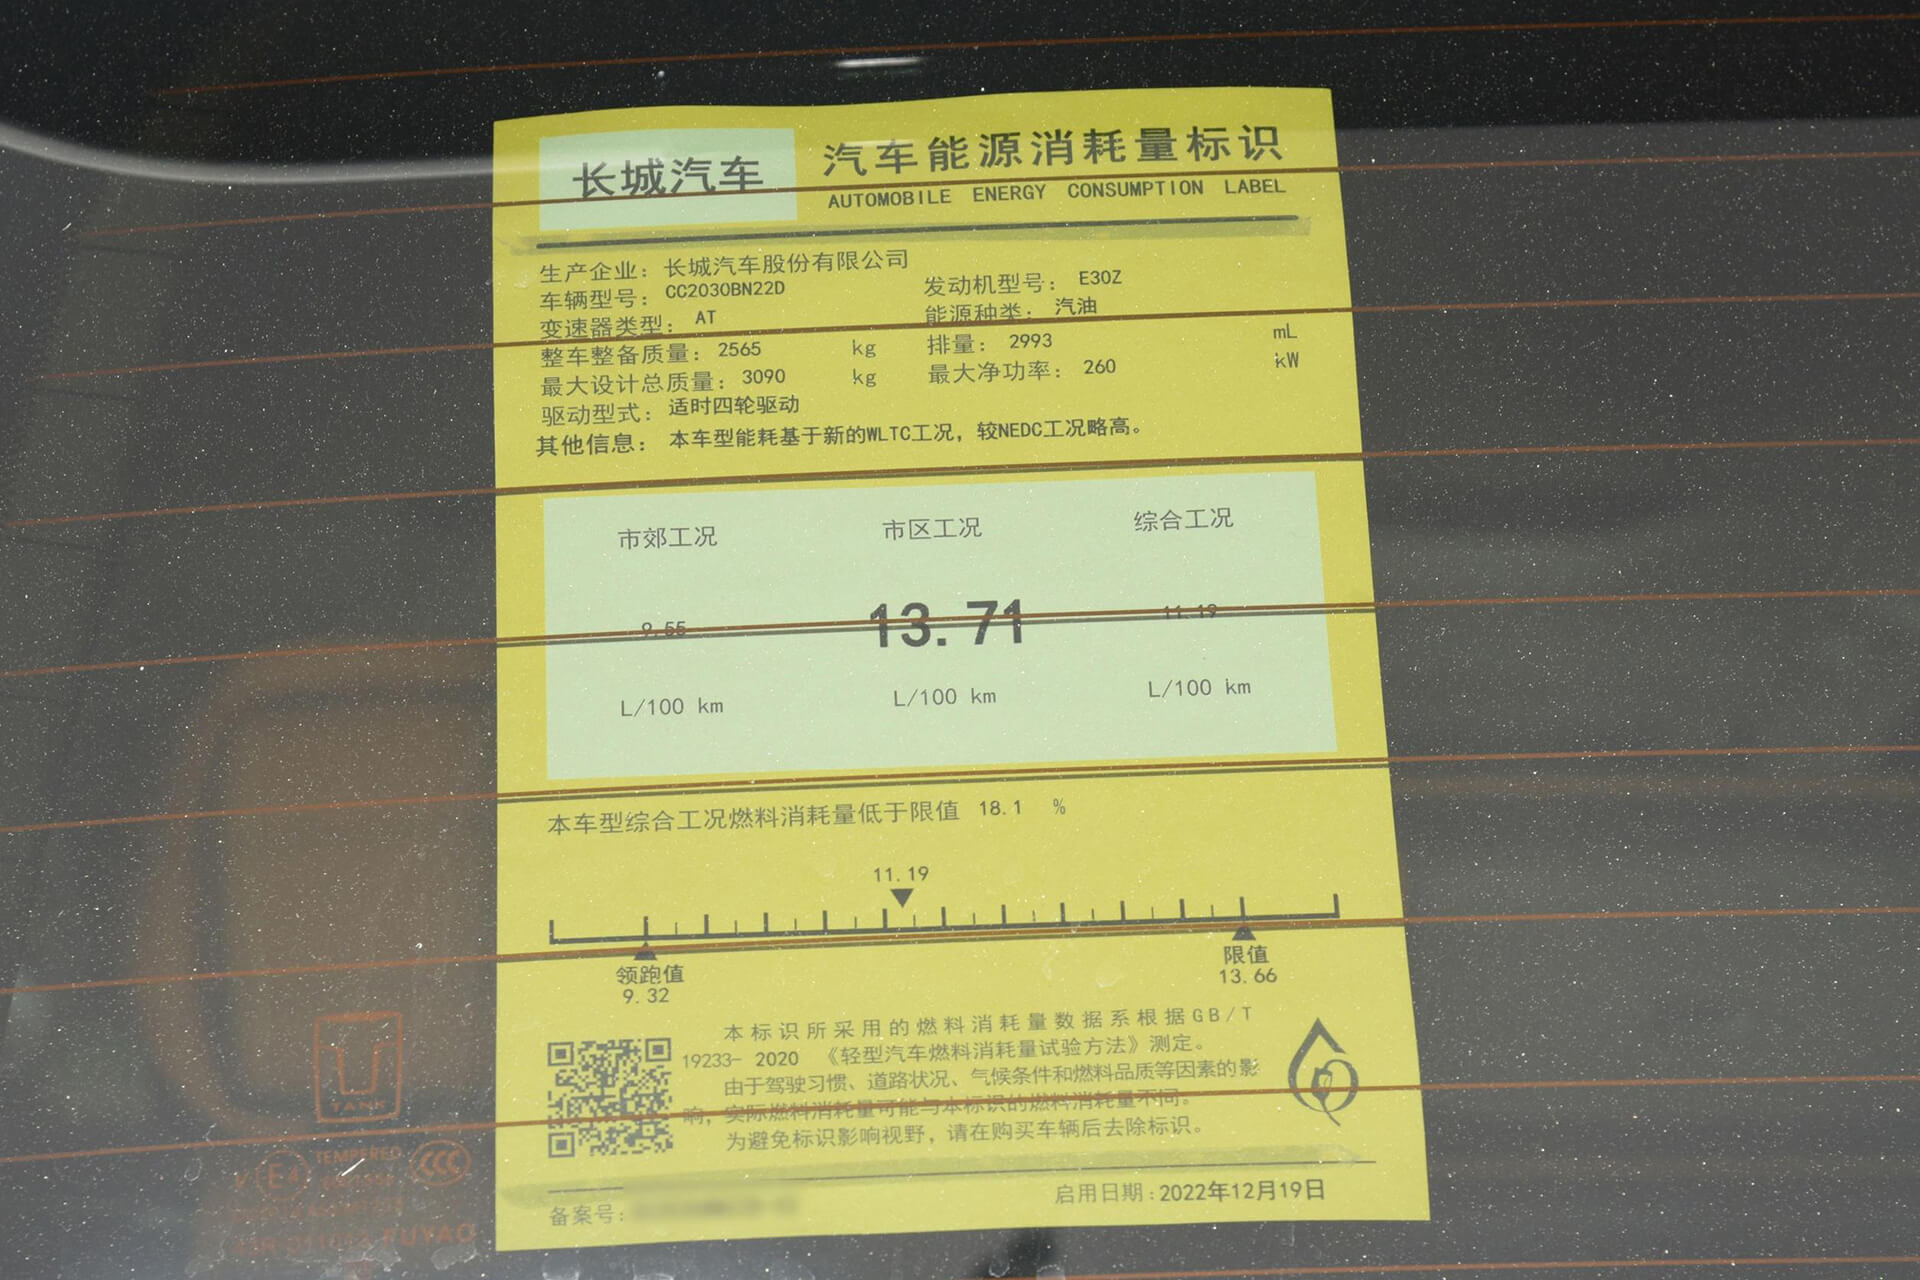 长城汽车
汽车能源消耗量标识
AUTOMOBILE ENERGY CONSUMPTION LABEL
生产企业：长城汽车股份有限公司
车辆型号：CC2030BN22D 发动机型号：E30Z
变速器类型：AT 能源种类：汽油
整车整备质量：2565 kg 排量：2993 mL
最大设计总质量：3090 kg 最大净功率：260 kW
驱动型式：适时四轮驱动
其他信息：本车型能耗基于新的WLTC工况，较NEDC工况略高。
市郊工况 市区工况 综合工况
9.55 13.71 11.19
L/100 km L/100 km L/100 km
本车型综合工况燃料消耗量低于限值 18.1 %
11.19
领跑值 限值
9.32 13.66
本标识所采用的燃料消耗量数据系根据GB/T
19233- 2020 《轻型汽车燃料消耗量试验方法》测定。
由于驾驶习惯、道路状况、气候条件和燃料品质等因素的影
响，实际燃料消耗量可能与本标识的燃料消耗量不同。
为避免标识影响视野，请在购买车辆后去除标识。
备案号： 启用日期：2022年12月19日
TANK
TEMPERED
E4
CCC
FUYAO